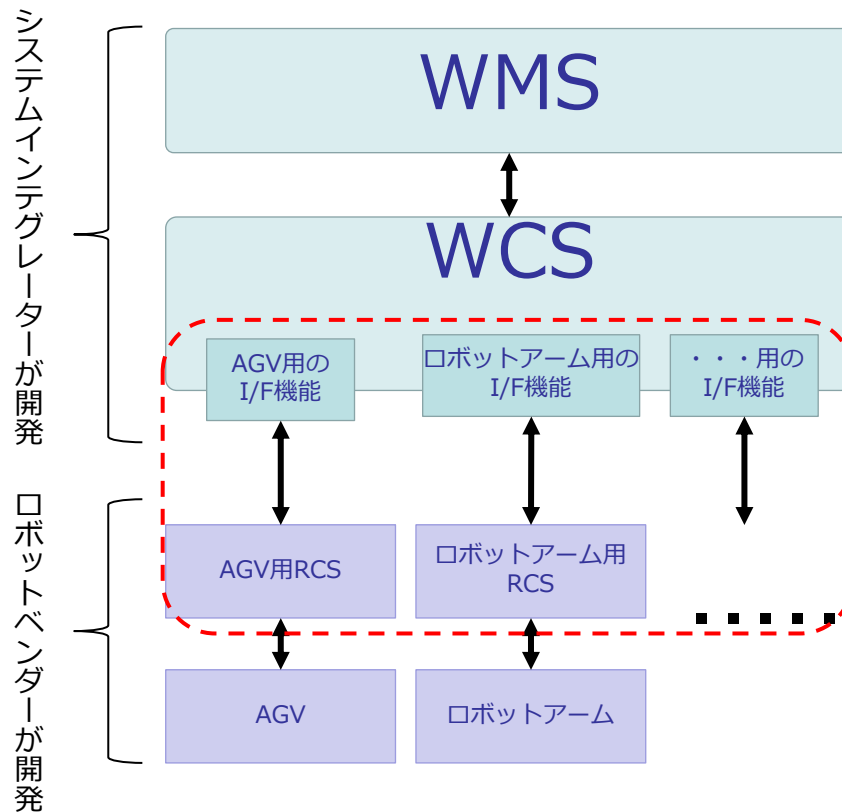 システムインテグレーターが開発
WMS
WCS
AGV用の
I/F機能
ロボットアーム用の
I/F機能
・・・用の
I/F機能
ロボットベンダーが開発
AGV用RCS
ロボットアーム用
RCS
.....
AGV
ロボットアーム